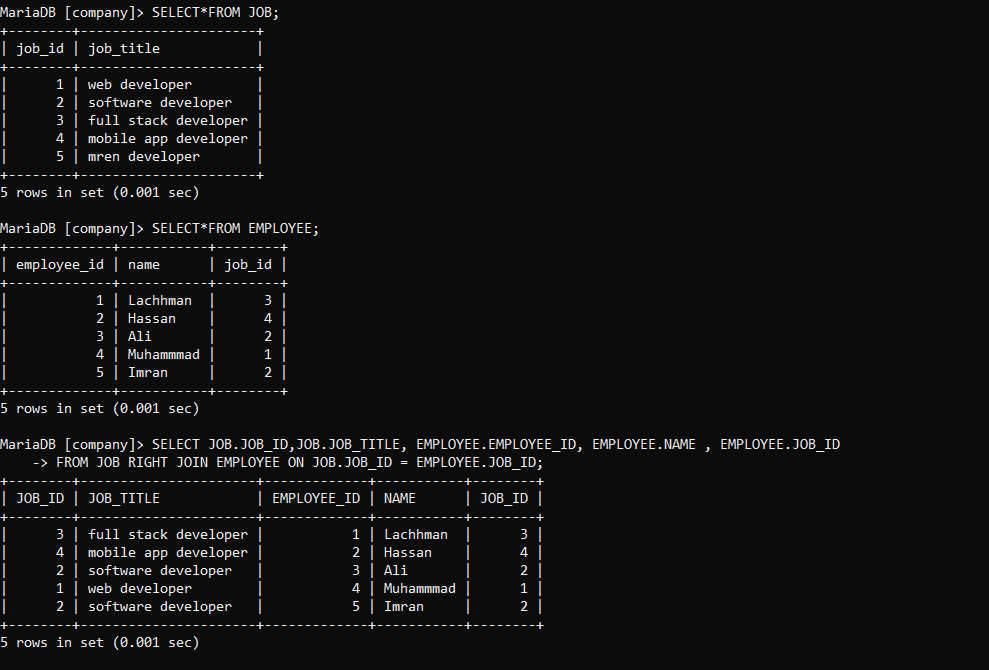 MariaDB [company]> SELECT*FROM JOB;
+--------+----------------------+
| job_id | job_title            |
+--------+----------------------+
|      1 | web developer        |
|      2 | software developer   |
|      3 | full stack developer |
|      4 | mobile app developer |
|      5 | mren developer       |
+--------+----------------------+
5 rows in set (0.001 sec)

MariaDB [company]> SELECT*FROM EMPLOYEE;
+-------------+-----------+--------+
| employee_id | name      | job_id |
+-------------+-----------+--------+
|           1 | Lachhman  |      3 |
|           2 | Hassan    |      4 |
|           3 | Ali       |      2 |
|           4 | Muhammmad |      1 |
|           5 | Imran     |      2 |
+-------------+-----------+--------+
5 rows in set (0.001 sec)

MariaDB [company]> SELECT JOB.JOB_ID,JOB.JOB_TITLE, EMPLOYEE.EMPLOYEE_ID, EMPLOYEE.NAME , EMPLOYEE.JOB_ID
    -> FROM JOB RIGHT JOIN EMPLOYEE ON JOB.JOB_ID = EMPLOYEE.JOB_ID;
+--------+----------------------+-------------+-----------+--------+
| JOB_ID | JOB_TITLE            | EMPLOYEE_ID | NAME      | JOB_ID |
+--------+----------------------+-------------+-----------+--------+
|      3 | full stack developer |           1 | Lachhman  |      3 |
|      4 | mobile app developer |           2 | Hassan    |      4 |
|      2 | software developer   |           3 | Ali       |      2 |
|      1 | web developer        |           4 | Muhammmad |      1 |
|      2 | software developer   |           5 | Imran     |      2 |
+--------+----------------------+-------------+-----------+--------+
5 rows in set (0.001 sec)